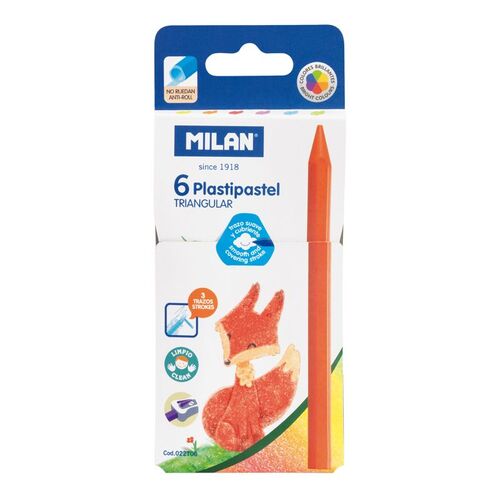 NO RUEDAN
ANTI-ROLL
COLORES BRILLANTES
BRIGHT COLOURS
MILAN
since 1918
6 Plastipastel
TRIANGULAR
trazo suave
y cubriente
smooth and
covering stroke
3
TRAZOS
STROKES
LIMPIO
CLEAN
Cod.022T06